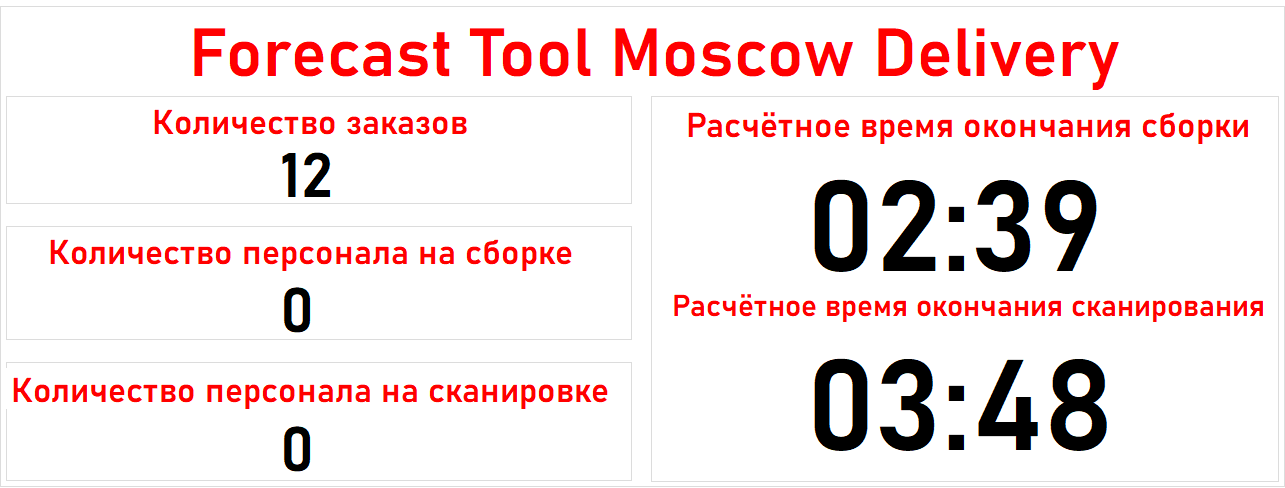 Forecast Tool Moscow Delivery
Количество заказов
12
Количество персонала на сборке
0
Количество персонала на сканировке
0
Расчётное время окончания сборки
02:39
Расчётное время окончания сканирования
03:48